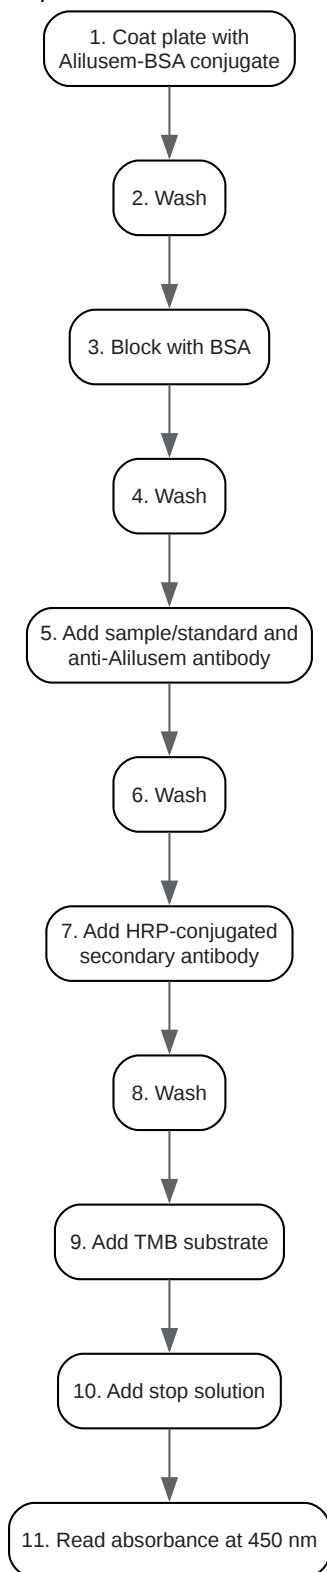 1. Coat plate with
Alilusem-BSA conjugate
2. Wash
3. Block with BSA
4. Wash
5. Add sample/standard and
anti-Alilusem antibody
6. Wash
7. Add HRP-conjugated
secondary antibody
8. Wash
9. Add TMB substrate
10. Add stop solution
11. Read absorbance at 450 nm